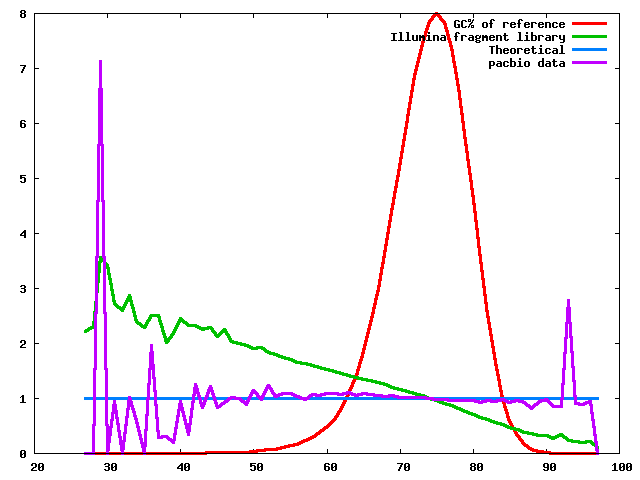 8
GC% of reference
Illumina fragment library
Theoretical
pacbio data
7
6
5
4
3
2
1
0
20 30 40 50 60 70 80 90 100